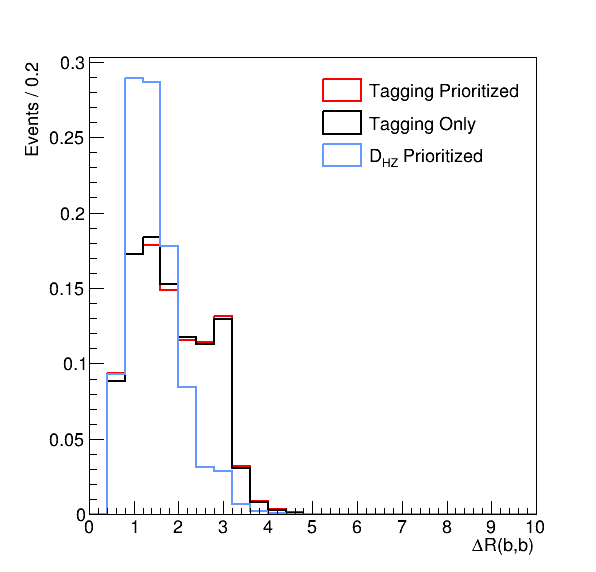 Events / 0.2
0.3
0.25
0.2
0.15
0.1
0.05
0
Tagging Prioritized
Tagging Only
D_HZ Prioritized
0 1 2 3 4 5 6 7 8 9 10
ΔR(b,b)